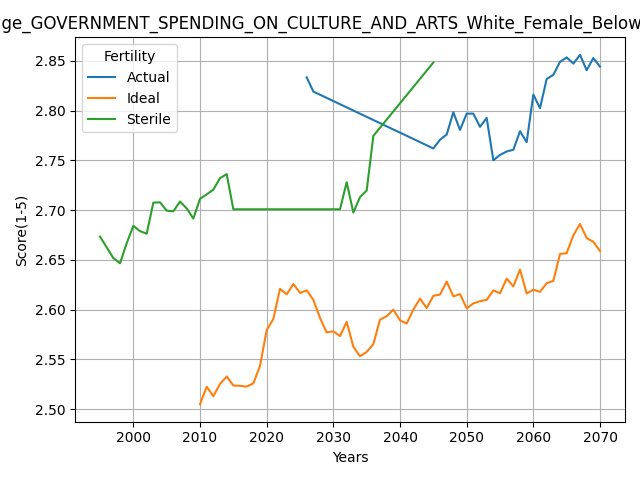 ge_GOVERNMENT_SPENDING_ON_CULTURE_AND_ARTS_White_Female_Below
Fertility
Actual
Ideal
Sterile
Score(1-5)
2.85
2.80
2.75
2.70
2.65
2.60
2.55
2.50
2000 2010 2020 2030 2040 2050 2060 2070
Years